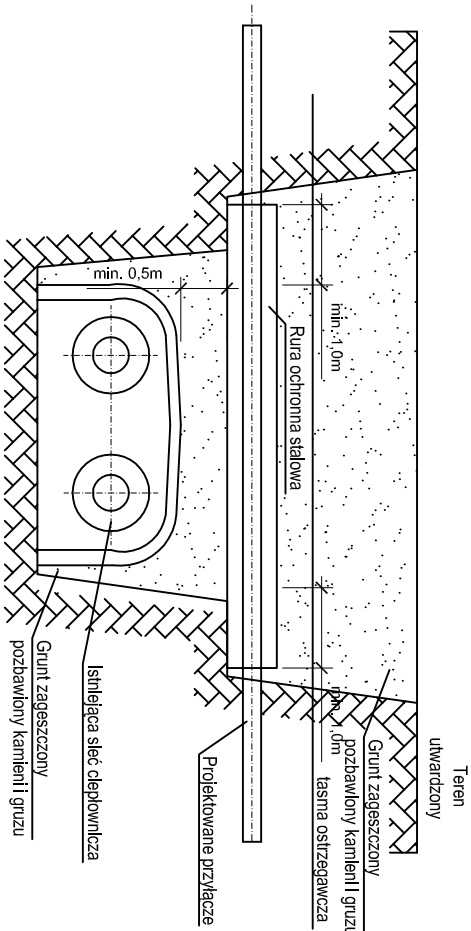 Teren
utwardzony
Grunt zageszczony
pozbawiony kamieni i gruzu
min. 1,0m
tasma ostrzegawcza
min. 1,0m
Rura ochronna stalowa
Projektowane przyłącze
min. 0,5m
Istniejąca sieć ciepłownicza
Grunt zageszozony
pozbawiony kamieni i gruzu